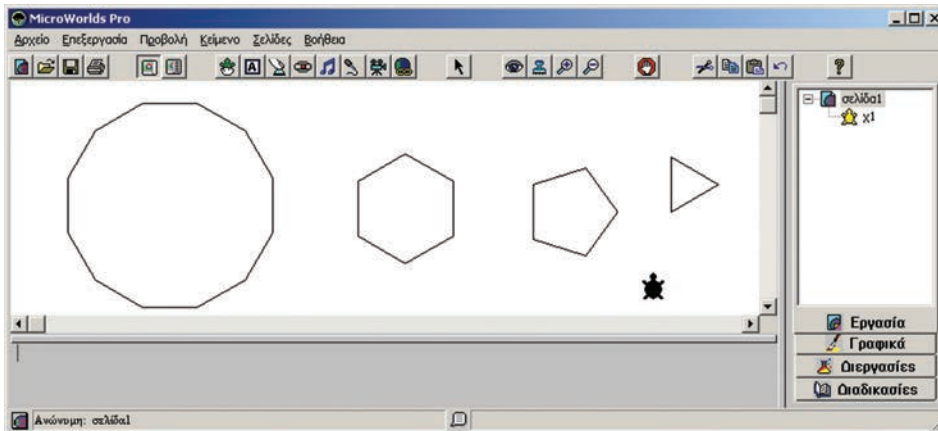 MicroWorlds Pro
Αρχείο Επεξεργασία Προβολή Κείμενο Σελίδες Βοήθεια
σελίδα1
χ1
Εργασία
Γραφικά
Διεργασίες
Διαδικασίες
Ανώνυμη: σελίδα1